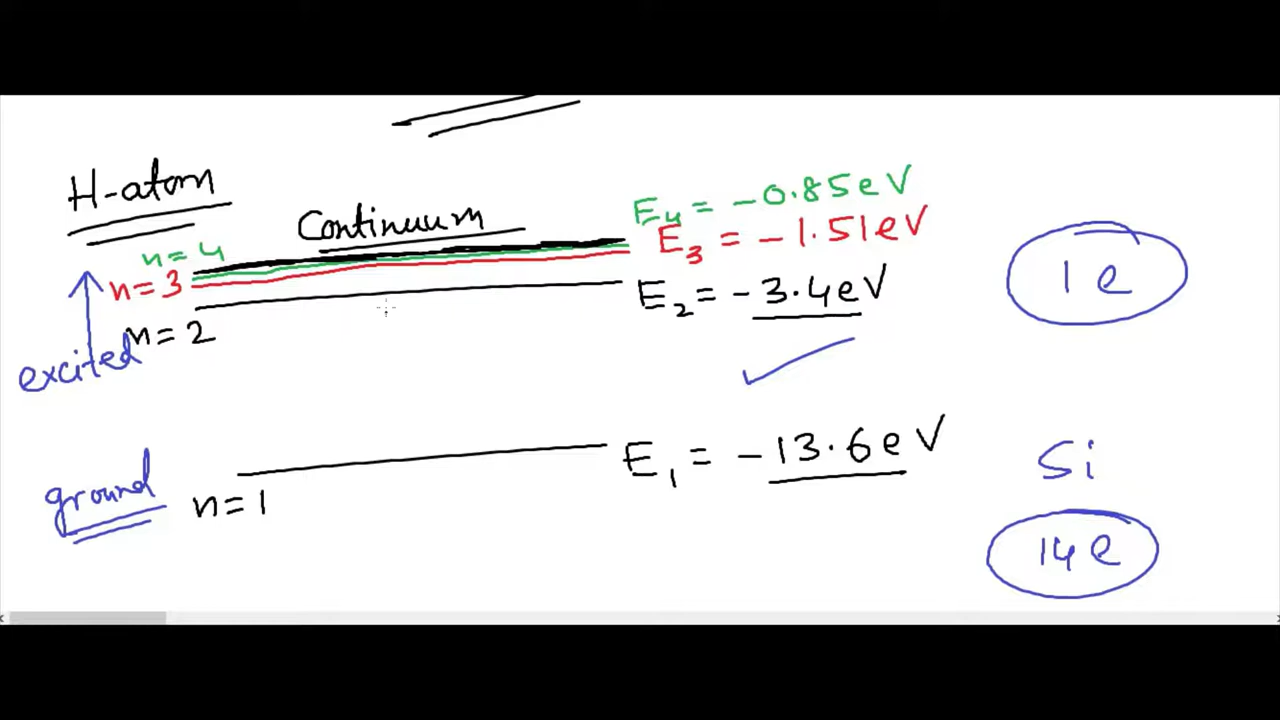 H-atom
Continuum
n=4
E₄ = -0.85eV
n=3
E₃ = -1.51eV
n=2
E₂ = -3.4eV
1e
excited
ground
n=1
E₁ = -13.6eV
Si
14e